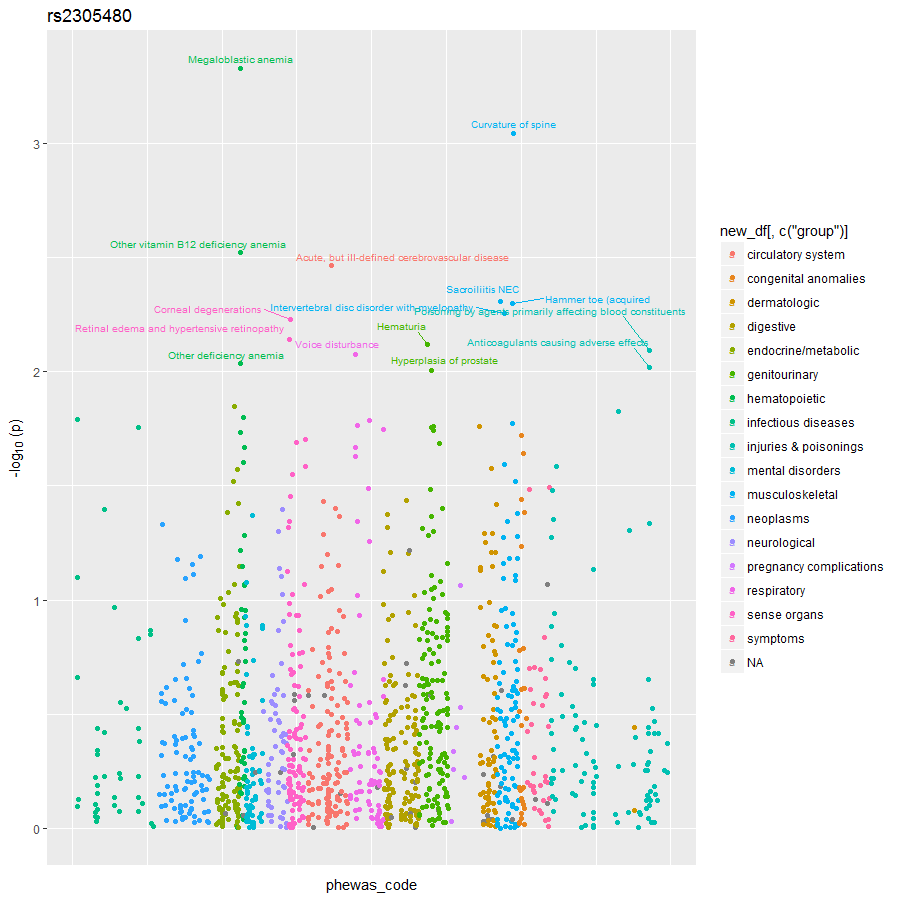 rs2305480
Megaloblastic anemia
Curvature of spine
Other vitamin B12 deficiency anemia
Acute, but ill-defined cerebrovascular disease
Sacroiliitis NEC
Hammer toe (acquired
Corneal degenerations
Intervertebral disc disorder with myelopathy
Poisoning by agents primarily affecting blood constituents
Retinal edema and hypertensive retinopathy
Hematuria
Voice disturbance
Anticoagulants causing adverse effects
Other deficiency anemia
Hyperplasia of prostate
3
2
1
0
-log10 (p)
phewas_code
new_df[, c("group")]
circulatory system
congenital anomalies
dermatologic
digestive
endocrine/metabolic
genitourinary
hematopoietic
infectious diseases
injuries & poisonings
mental disorders
musculoskeletal
neoplasms
neurological
pregnancy complications
respiratory
sense organs
symptoms
NA